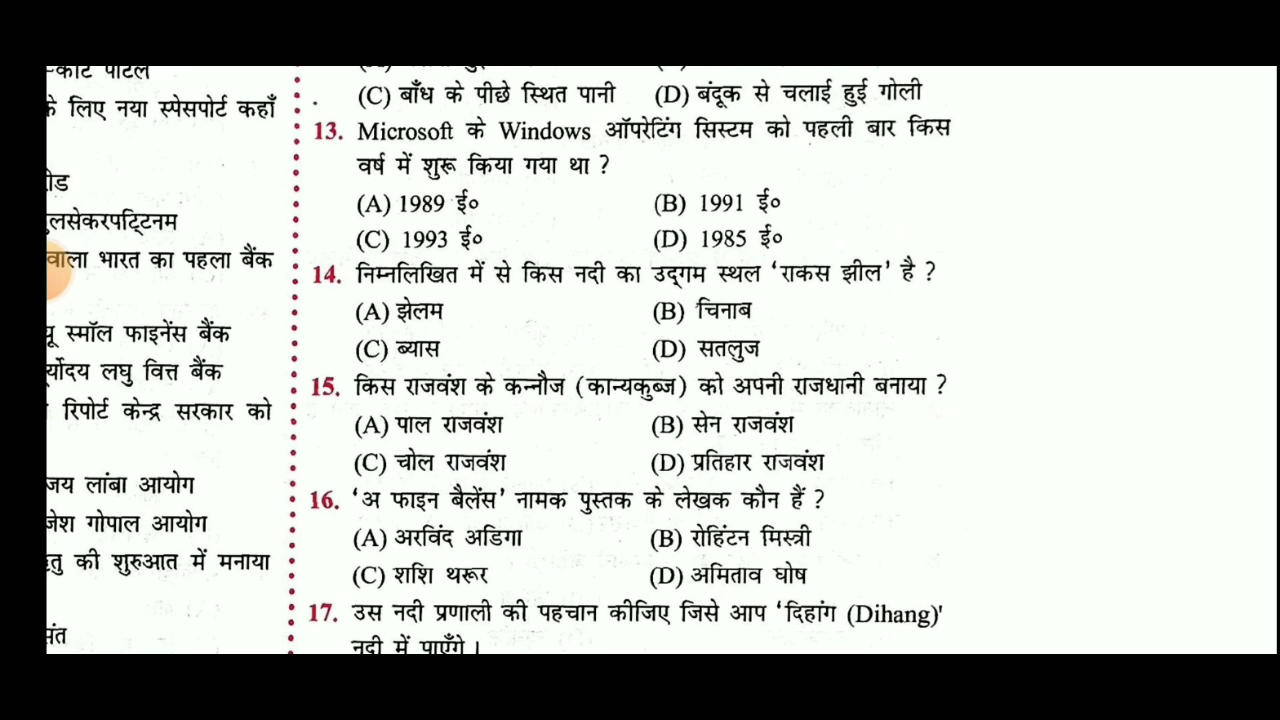 काट पाटल
के लिए नया स्पेसपोर्ट कहाँ
लसेकरपट्टिनम
वाला भारत का पहला बैंक
स्मॉल फाइनेंस बैंक
लघु वित्त बैंक
रिपोर्ट केन्द्र सरकार को
लांबा आयोग
गोपाल आयोग
की शुरुआत में मनाया
(C) बाँध के पीछे स्थित पानी (D) बंदूक से चलाई हुई गोली
13. Microsoft के Windows ऑपरेटिंग सिस्टम को पहली बार किस
वर्ष में शुरू किया गया था ?
(A) 1989 ई० (B) 1991 ई०
(C) 1993 ई० (D) 1985 ई०
14. निम्नलिखित में से किस नदी का उद्गम स्थल ‘राकस झील’ है ?
(A) झेलम (B) चिनाब
(C) ब्यास (D) सतलुज
15. किस राजवंश के कन्नौज (कान्यकुब्ज) को अपनी राजधानी बनाया ?
(A) पाल राजवंश (B) सेन राजवंश
(C) चोल राजवंश (D) प्रतिहार राजवंश
16. ‘अ फाइन बैलेंस’ नामक पुस्तक के लेखक कौन हैं ?
(A) अरविंद अडिगा (B) रोहिंटन मिस्त्री
(C) शशि थरूर (D) अमिताव घोष
17. उस नदी प्रणाली की पहचान कीजिए जिसे आप ‘दिहांग (Dihang)'
नदी में पाएँगे ।